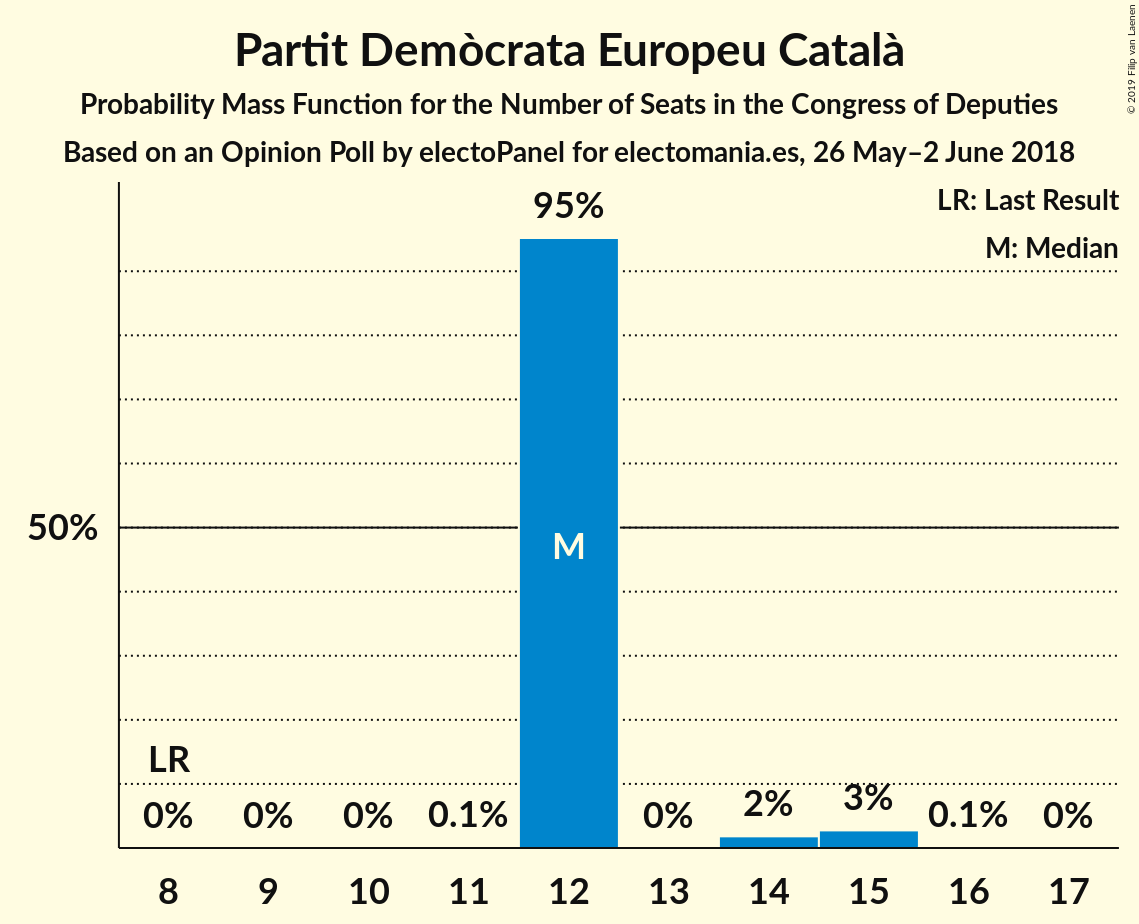 Partit Demòcrata Europeu Català
Probability Mass Function for the Number of Seats in the Congress of Deputies
Based on an Opinion Poll by electoPanel for electomania.es, 26 May–2 June 2018
© 2019 Filip van Laenen
LR: Last Result
M: Median
95%
50%
M
LR
0% 0% 0% 0.1% 0% 2% 3% 0.1% 0%
8 9 10 11 12 13 14 15 16 17